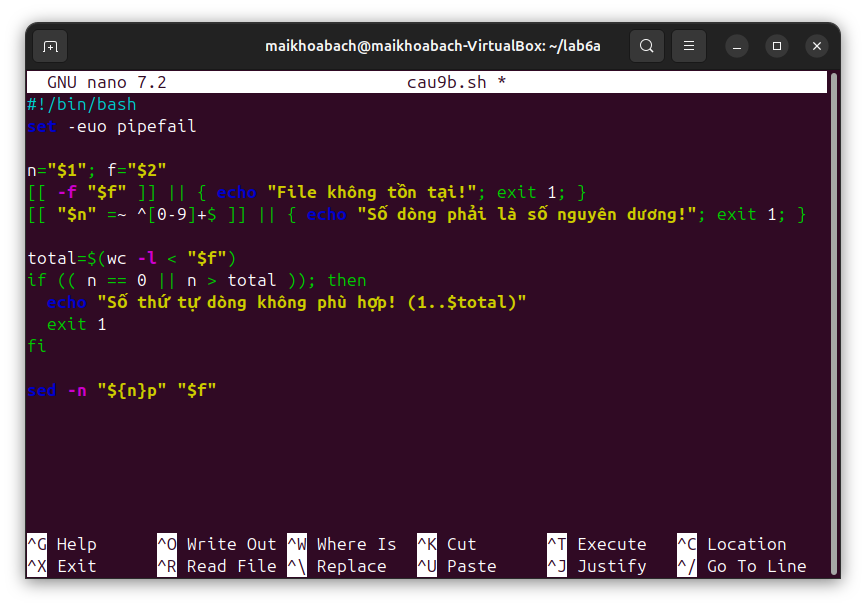 maikhoabach@maikhoabach-VirtualBox: ~/lab6a
GNU nano 7.2 cau9b.sh *
#!/bin/bash
set -euo pipefail

n="$1"; f="$2"
[[ -f "$f" ]] || { echo "File không tồn tại!"; exit 1; }
[[ "$n" =~ ^[0-9]+$ ]] || { echo "Số dòng phải là số nguyên dương!"; exit 1; }

total=$(wc -l < "$f")
if (( n == 0 || n > total )); then
  echo "Số thứ tự dòng không phù hợp! (1..$total)"
  exit 1
fi

sed -n "${n}p" "$f"

^G Help ^O Write Out ^W Where Is ^K Cut ^T Execute ^C Location
^X Exit ^R Read File ^\ Replace ^U Paste ^J Justify ^/ Go To Line